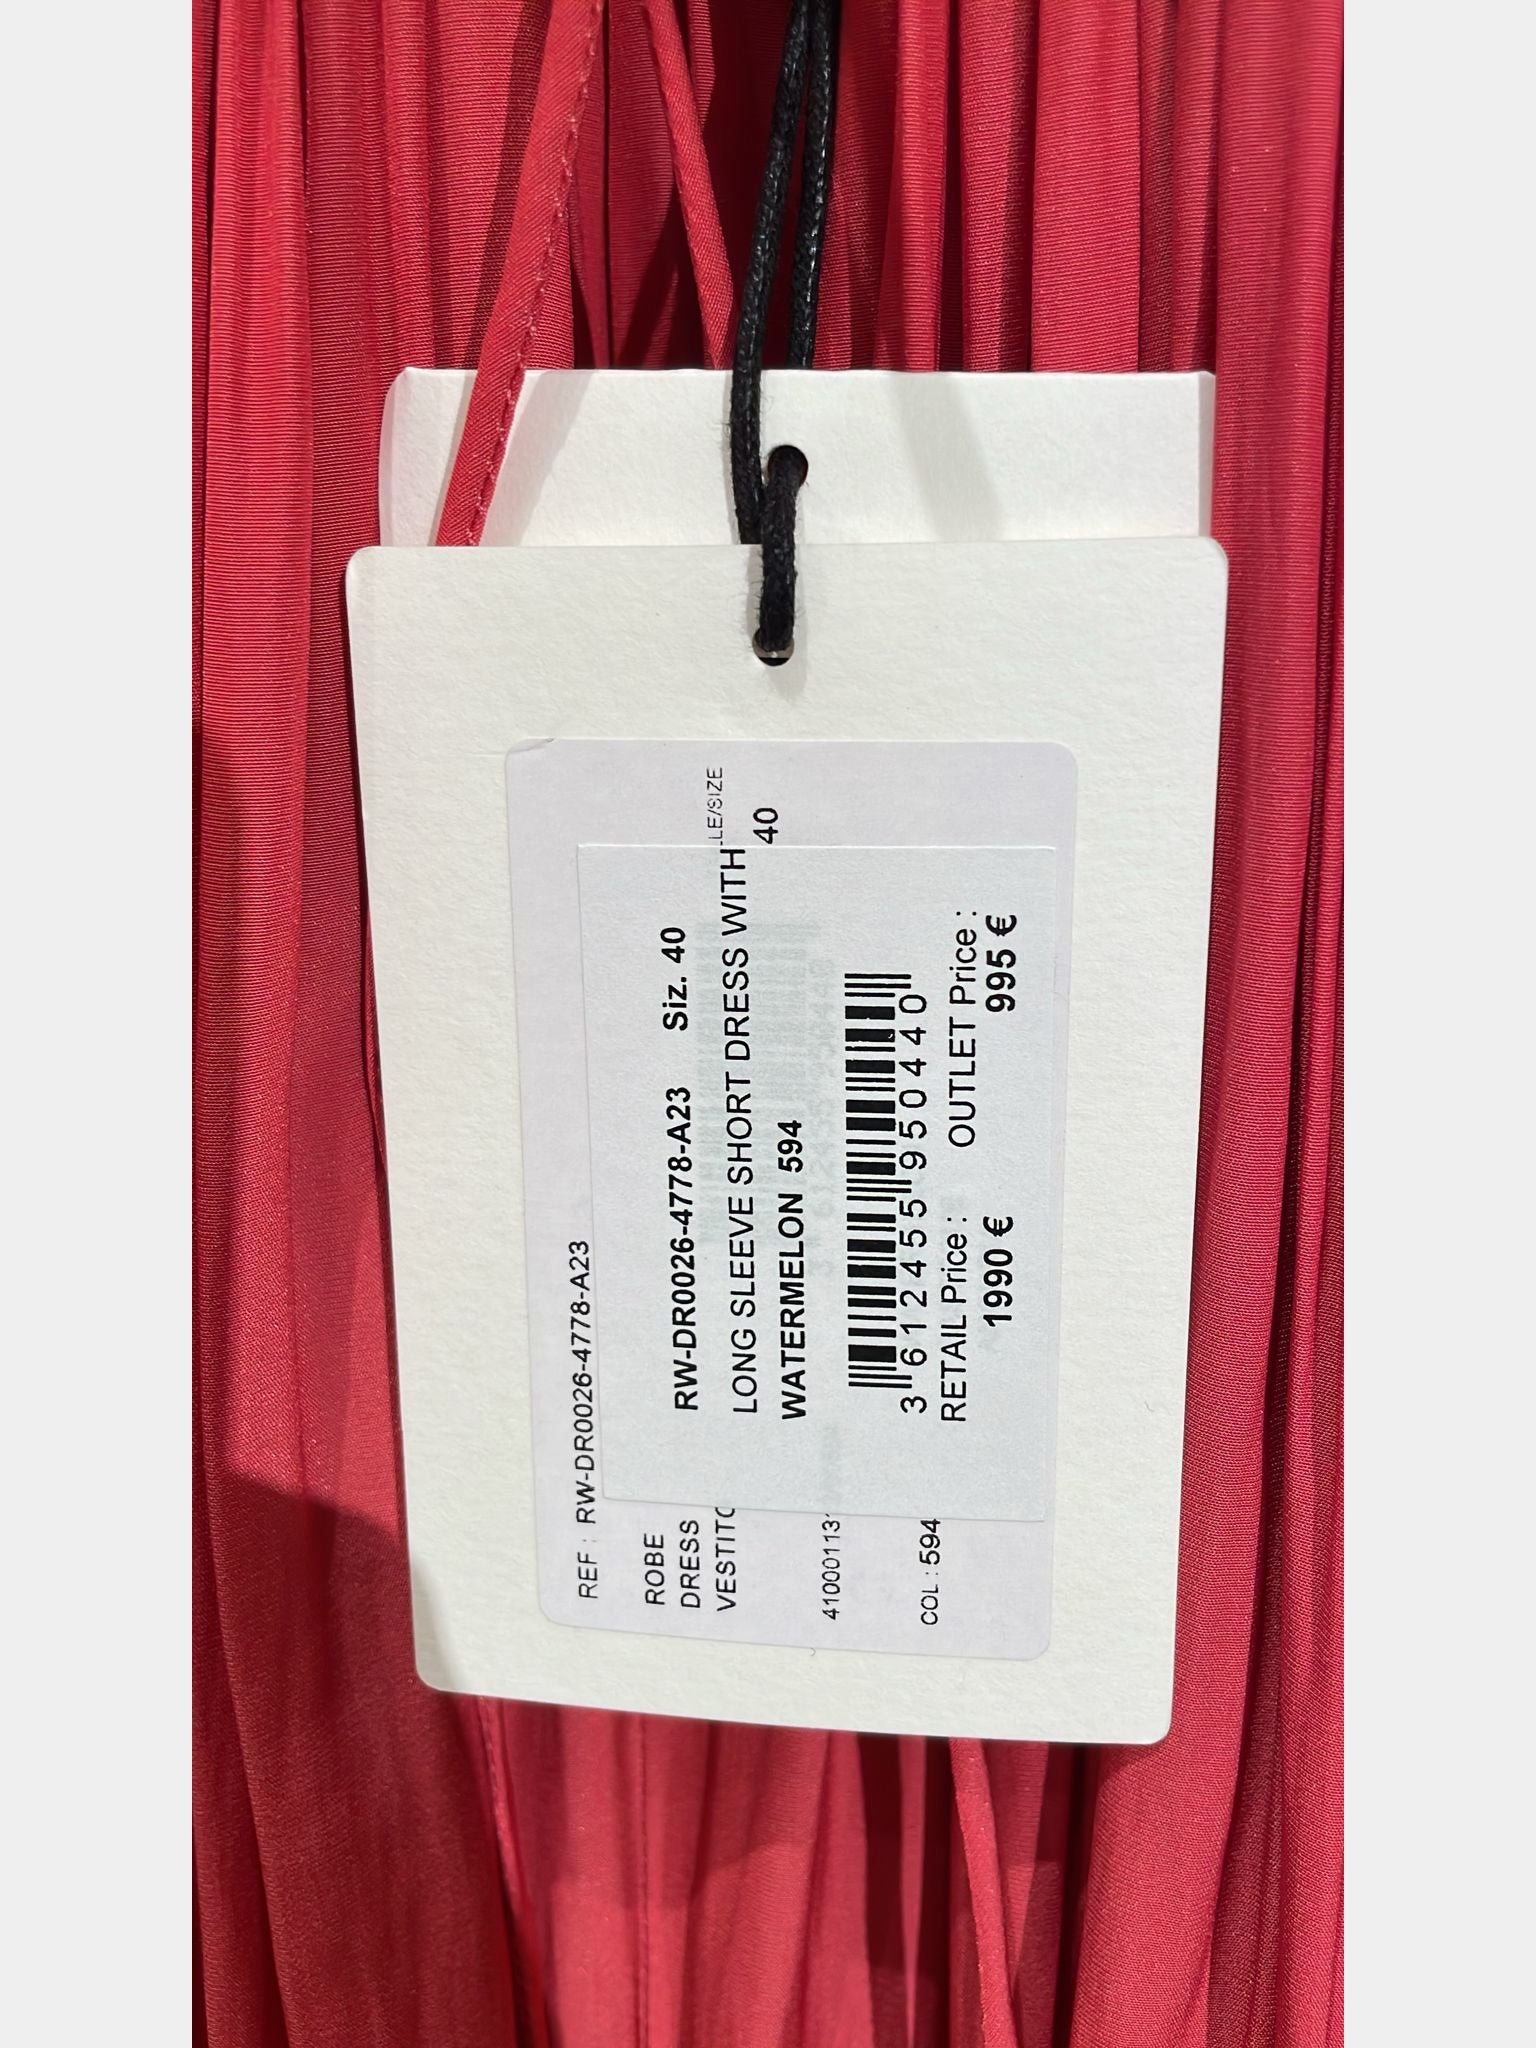 REF : RW-DR0026-4778-A23
ROBE
DRESS
VESTITO
LE/SIZE
40
RW-DR0026-4778-A23 Siz. 40
LONG SLEEVE SHORT DRESS WITH
WATERMELON 594
3 612455 950440
RETAIL Price : OUTLET Price :
1990 € 995 €
41000113
COL : 594